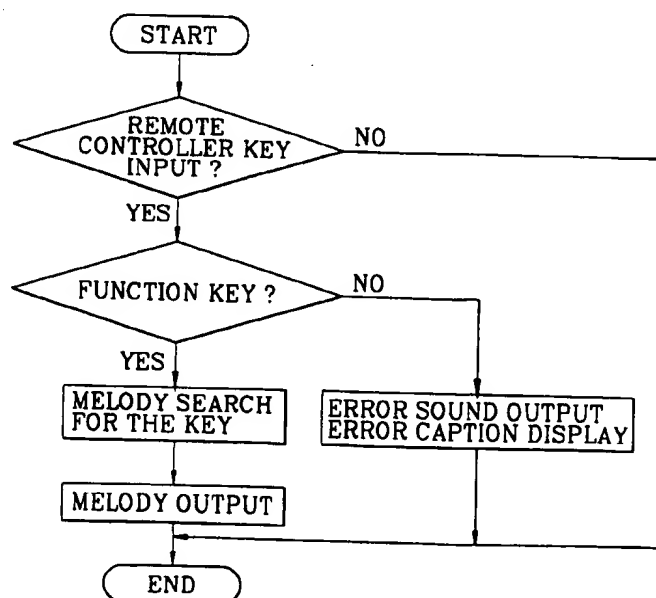 START
REMOTE
CONTROLLER KEY
INPUT ?
NO
YES
FUNCTION KEY ?
NO
YES
MELODY SEARCH
FOR THE KEY
ERROR SOUND OUTPUT
ERROR CAPTION DISPLAY
MELODY OUTPUT
END